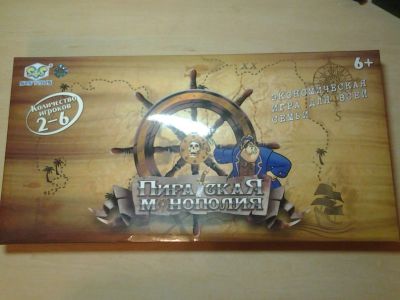 6+
Количество
игроков
2-6
Экономическая
игра для всей
семьи
Пиратская
Монополия